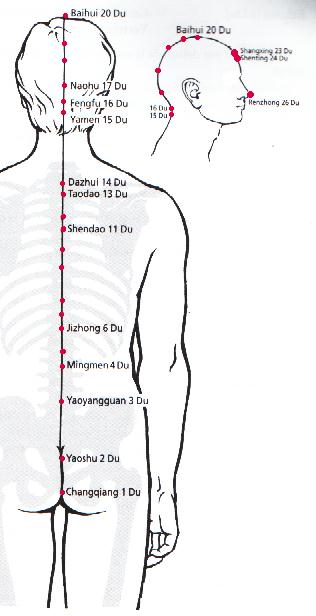 Baihui 20 Du
Naohu 17 Du
Fengfu 16 Du
Yamen 15 Du
Dazhui 14 Du
Taodao 13 Du
Shendao 11 Du
Jizhong 6 Du
Mingmen 4 Du
Yaoyangguan 3 Du
Yaoshu 2 Du
Changqiang 1 Du
Baihui 20 Du
Shangxing 23 Du
Shenting 24 Du
Renzhong 26 Du
16 Du
15 Du